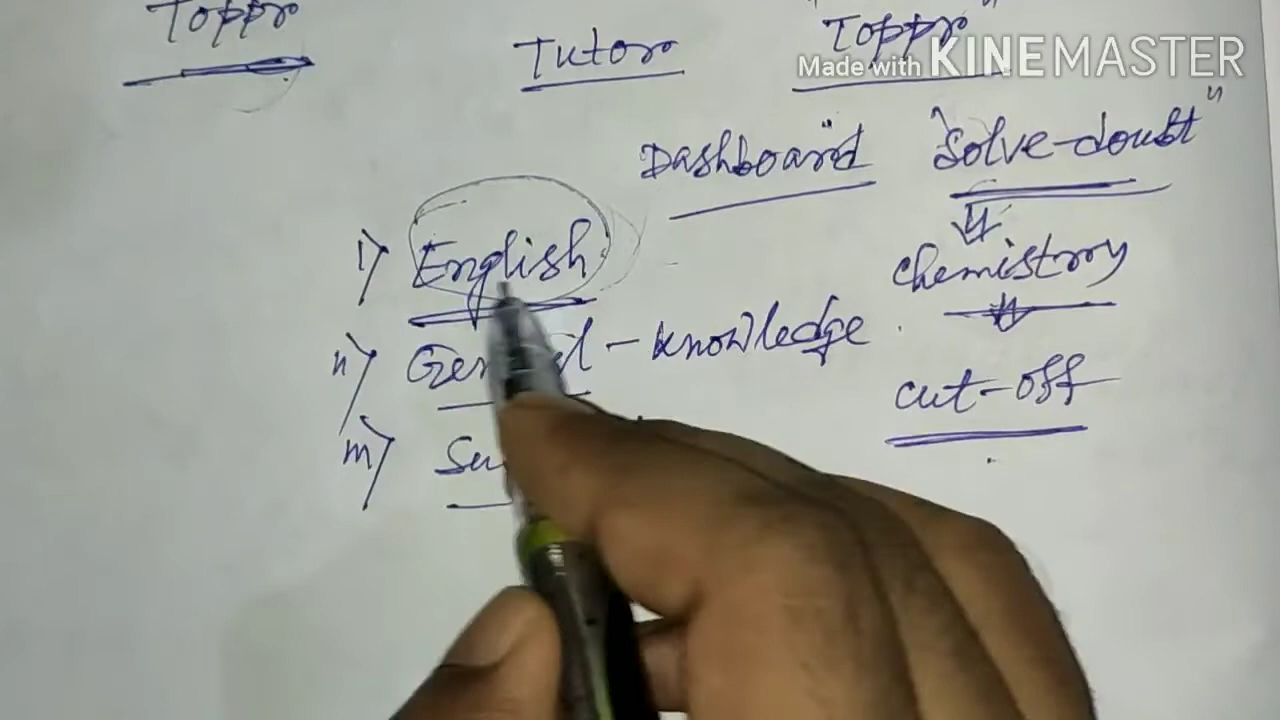 Toppr
Tutor
"Toppr"
Made with KINEMASTER
Dashboard
"Solve-doubt"
i) English
chemistry
ii) - knowledge
cut-off
iii)